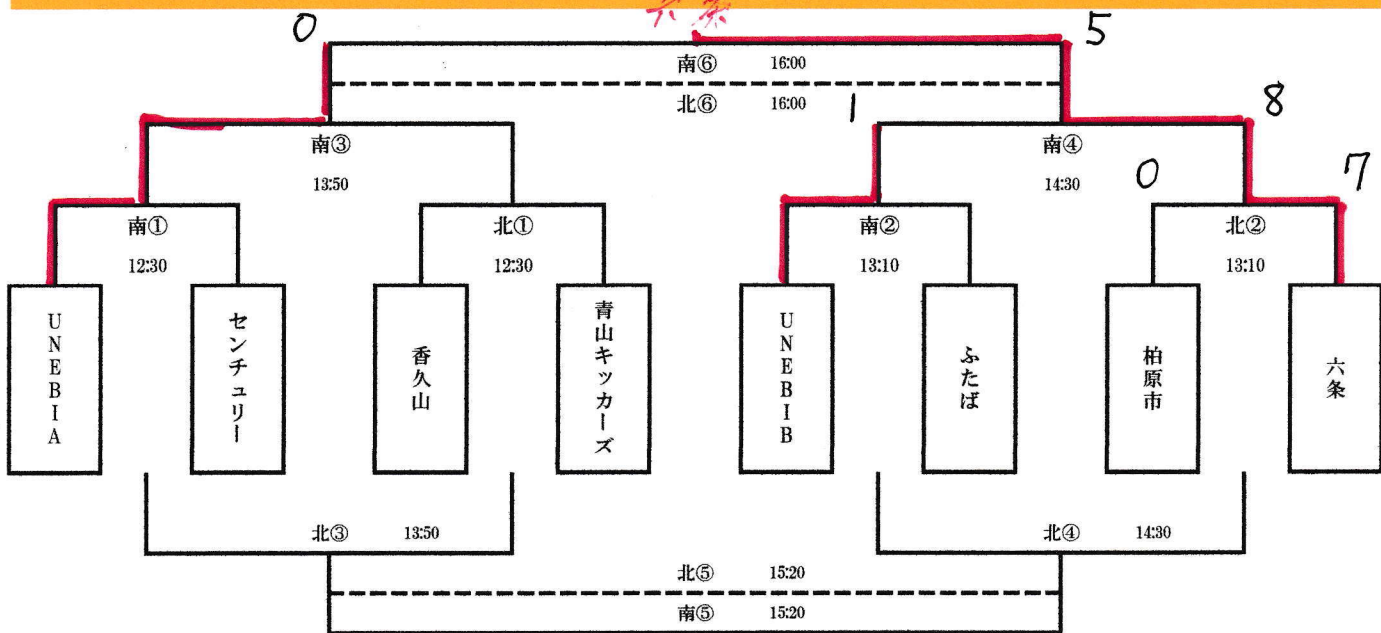 六条
0 5
南⑥ 16:00
北⑥ 16:00
1 8
南③ 南④
13:50 14:30
0 7
南① 北① 南② 北②
12:30 12:30 13:10 13:10
UNEBIA
センチュリー
香久山
青山キッカーズ
UNEBIB
ふたば
柏原市
六条
北③ 13:50 北④ 14:30
北⑤ 15:20
南⑤ 15:20